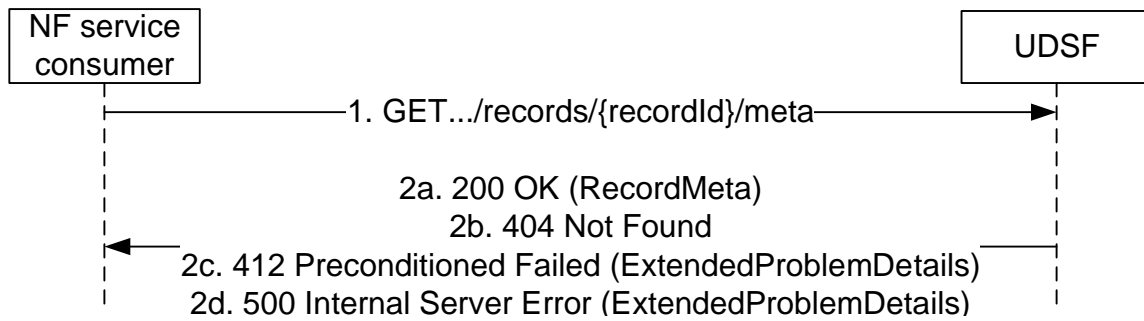 NF service
consumer
UDSF
1. GET.../records/{recordId}/meta
2a. 200 OK (RecordMeta)
2b. 404 Not Found
2c. 412 Preconditioned Failed (ExtendedProblemDetails)
2d. 500 Internal Server Error (ExtendedProblemDetails)